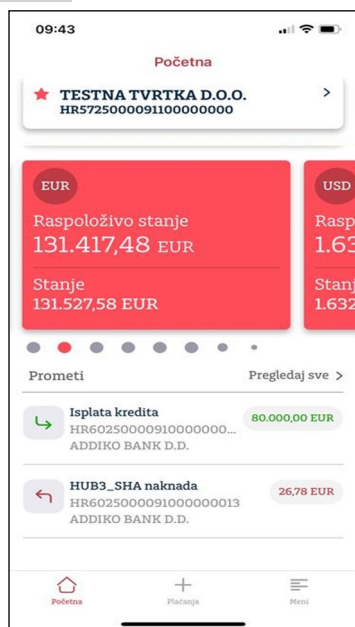 09:43
Početna
TESTNA TVRTKA D.O.O.
HR5725000091100000000
EUR
Raspoloživo stanje
131.417,48 EUR
Stanje
131.527,58 EUR
USD
Rasp
1.63
Stanj
1.632
Prometi
Pregledaj sve
Isplata kredita
HR60250000910000000...
ADDIKO BANK D.D.
80.000,00 EUR
HUB3_SHA naknada
HR6025000091000000013
ADDIKO BANK D.D.
26,78 EUR
Početna
Plaćanja
Meni